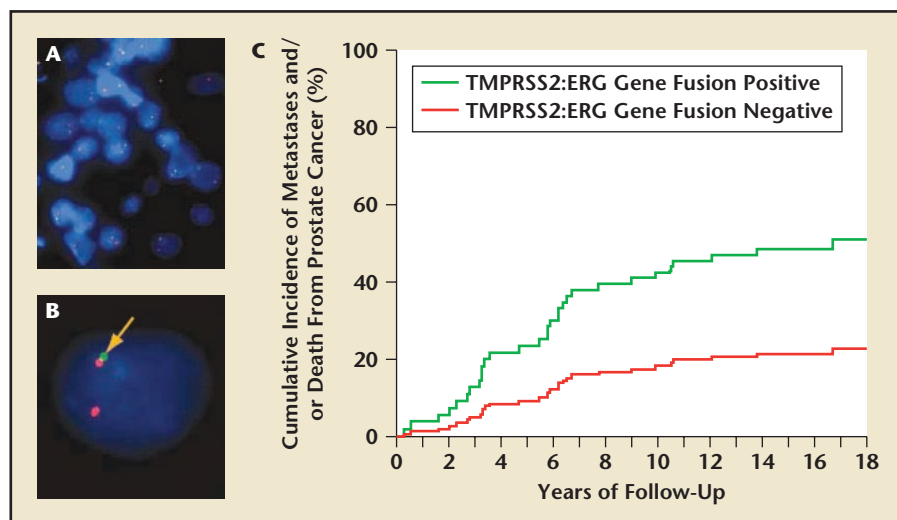 A
B
C
Cumulative Incidence of Metastases and/
or Death From Prostate Cancer (%)
100
80
60
40
20
0
TMPRSS2:ERG Gene Fusion Positive
TMPRSS2:ERG Gene Fusion Negative
0 2 4 6 8 10 12 14 16 18
Years of Follow-Up